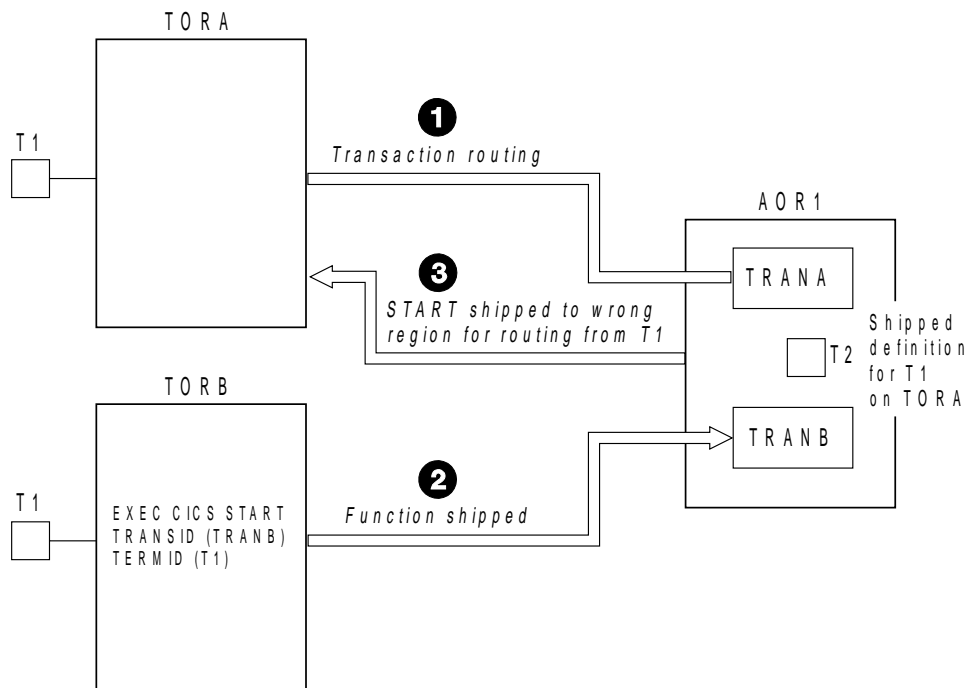 TORA
1
T1
Transaction routing
AOR1
TRANA
3
START shipped to wrong
region for routing from T1
Shipped
definition
for T1
on TORA
T2
TORB
TRANB
2
T1
EXEC CICS START
TRANSID (TRANB)
TERMID (T1)
Function shipped